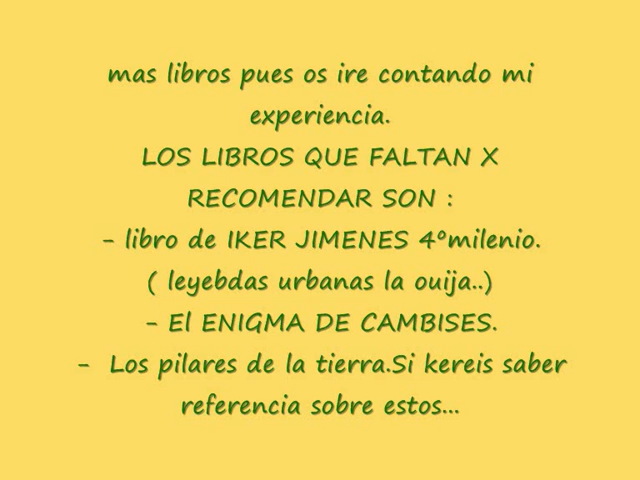 mas libros pues os ire contando mi
experiencia.
LOS LIBROS QUE FALTAN X
RECOMENDAR SON :
- libro de IKER JIMENES 4ºmilenio.
( leyebdas urbanas la ouija..)
- El ENIGMA DE CAMBISES.
- Los pilares de la tierra.Si kereis saber
referencia sobre estos...